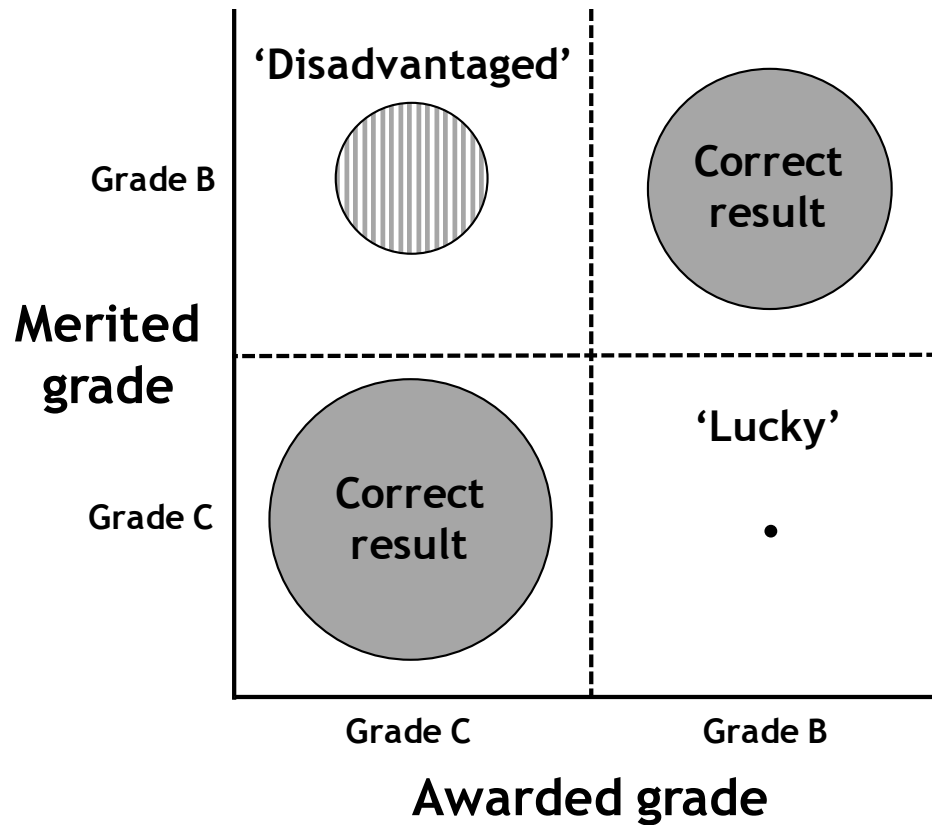 ‘Disadvantaged’
Correct
result
Grade B
Merited
grade
‘Lucky’
Correct
result
Grade C
Grade C
Grade B
Awarded grade